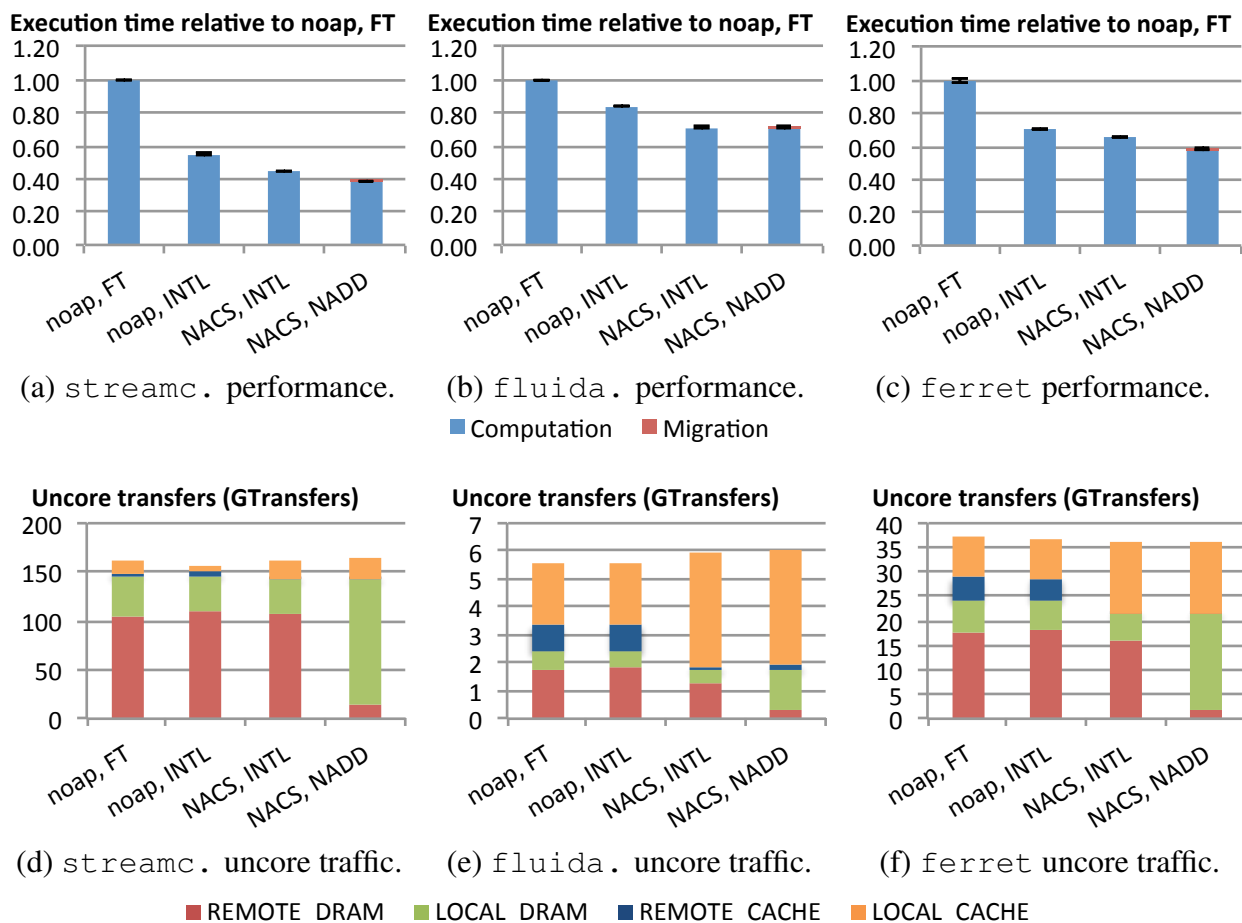 Execution time relative to noap, FT
1.20
1.00
0.80
0.60
0.40
0.20
0.00
noap, FT
noap, INTL
NACS, INTL
NACS, NADD
(a) streamc. performance.
Execution time relative to noap, FT
1.20
1.00
0.80
0.60
0.40
0.20
0.00
noap, FT
noap, INTL
NACS, INTL
NACS, NADD
(b) fluida. performance.
Execution time relative to noap, FT
1.20
1.00
0.80
0.60
0.40
0.20
0.00
noap, FT
noap, INTL
NACS, INTL
NACS, NADD
(c) ferret performance.
Computation Migration
Uncore transfers (GTransfers)
200
150
100
50
0
noap, FT
noap, INTL
NACS, INTL
NACS, NADD
(d) streamc. uncore traffic.
Uncore transfers (GTransfers)
7
6
5
4
3
2
1
0
noap, FT
noap, INTL
NACS, INTL
NACS, NADD
(e) fluida. uncore traffic.
Uncore transfers (GTransfers)
40
35
30
25
20
15
10
5
0
noap, FT
noap, INTL
NACS, INTL
NACS, NADD
(f) ferret uncore traffic.
REMOTE DRAM LOCAL DRAM REMOTE CACHE LOCAL CACHE